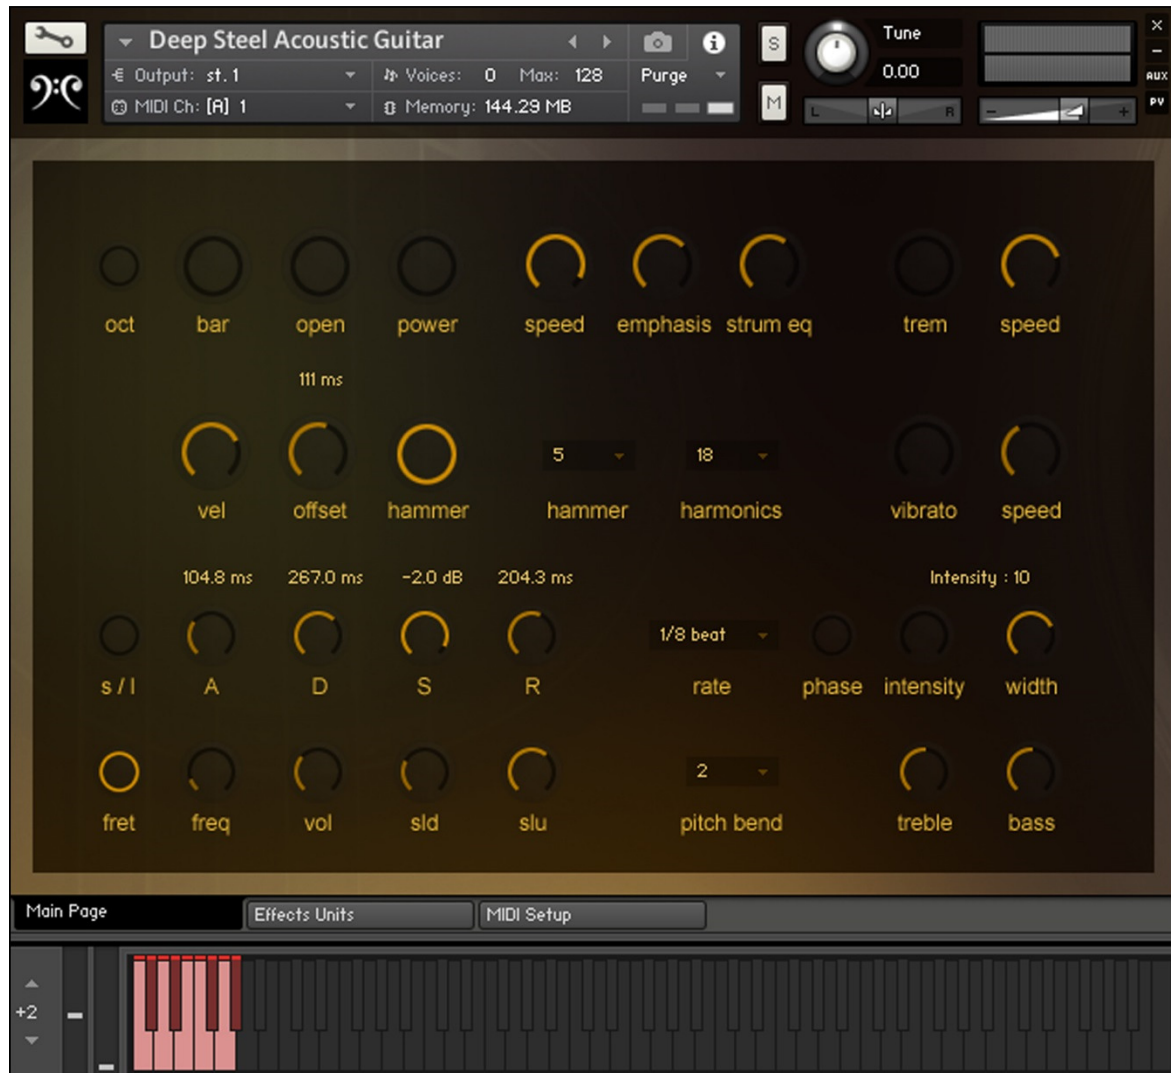 Deep Steel Acoustic Guitar
Output: st.1 Voices: 0 Max: 128 Purge
MIDI Ch: [A] 1 Memory: 144.29 MB
S
M
Tune
0.00
L R
- +
X
-
AUX
PV
oct bar open power speed emphasis strum eq trem speed
111 ms
5 18
vel offset hammer hammer harmonics vibrato speed
104.8 ms 267.0 ms -2.0 dB 204.3 ms Intensity : 10
1/8 beat
s / l A D S R rate phase intensity width
2
fret freq vol sld slu pitch bend treble bass
Main Page Effects Units MIDI Setup
+2